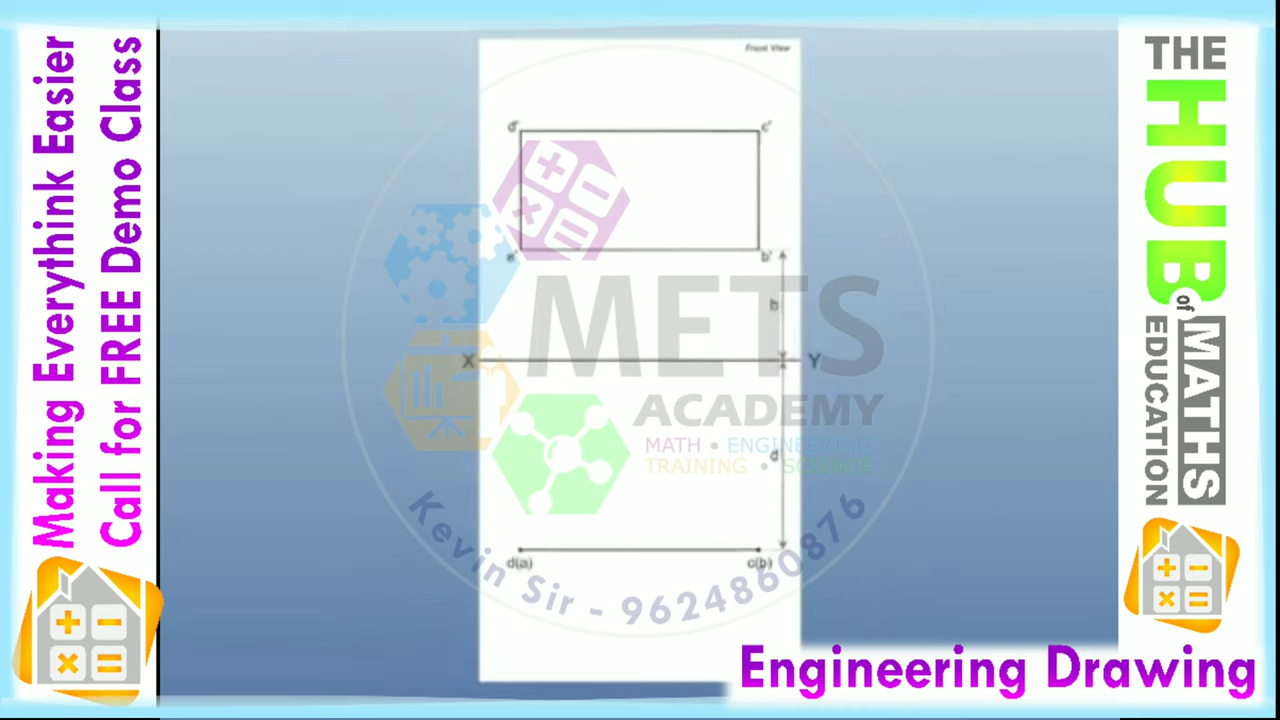 Making Everythink Easier
Call for FREE Demo Class
Front View
d'
c'
a'
b'
h
X
Y
d
d(a)
c(b)
METS
ACADEMY
MATH • ENGINEERING
TRAINING • SCIENCE
Kevin Sir - 9624860876
THE
HUB
of
MATHS
EDUCATION
Engineering Drawing